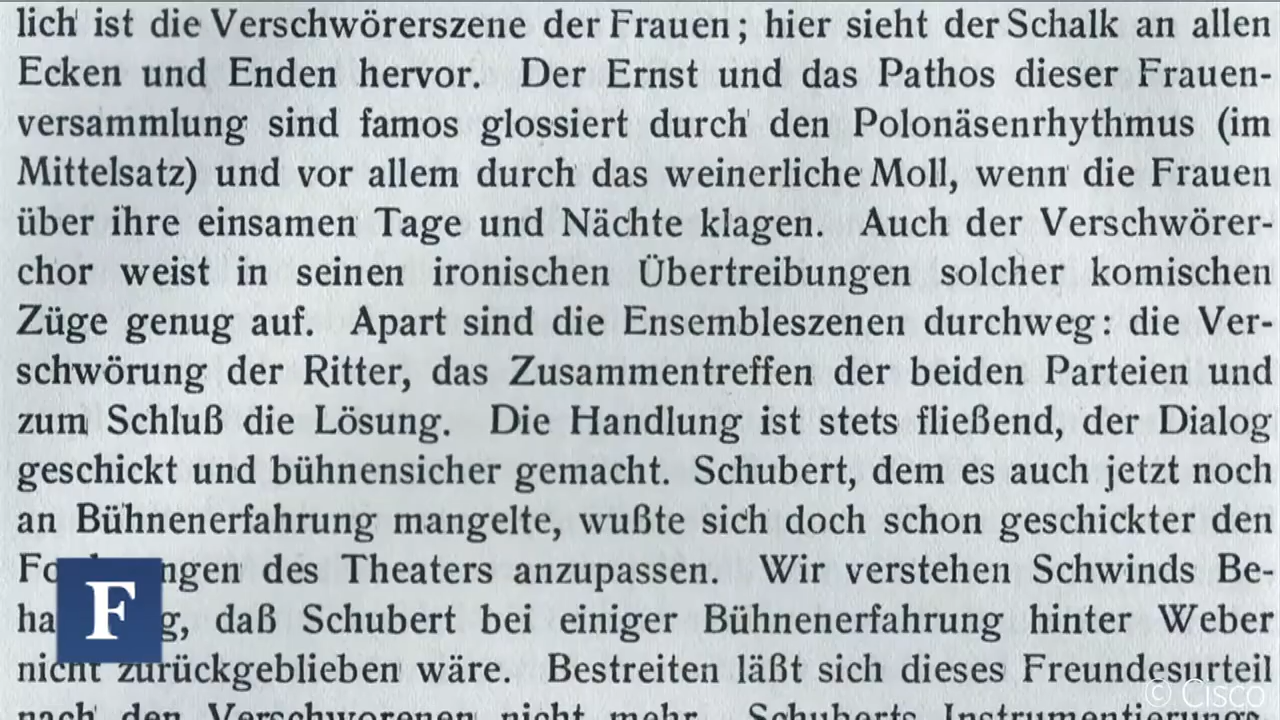 lich ist die Verschwörerszene der Frauen; hier sieht der Schalk an allen
Ecken und Enden hervor. Der Ernst und das Pathos dieser Frauen-
versammlung sind famos glossiert durch den Polonäsenrhythmus (im
Mittelsatz) und vor allem durch das weinerliche Moll, wenn die Frauen
über ihre einsamen Tage und Nächte klagen. Auch der Verschwörer-
chor weist in seinen ironischen Übertreibungen solcher komischen
Züge genug auf. Apart sind die Ensembleszenen durchweg: die Ver-
schwörung der Ritter, das Zusammentreffen der beiden Parteien und
zum Schluß die Lösung. Die Handlung ist stets fließend, der Dialog
geschickt und bühnensicher gemacht. Schubert, dem es auch jetzt noch
an Bühnenerfahrung mangelte, wußte sich doch schon geschickter den
des Theaters anzupassen. Wir verstehen Schwinds Be-
F
daß Schubert bei einiger Bühnenerfahrung hinter Weber
nicht zurückgeblieben wäre. Bestreiten läßt sich dieses Freundesurteil
nach den Verschworenen nicht mehr. Schuberts
© Cisco